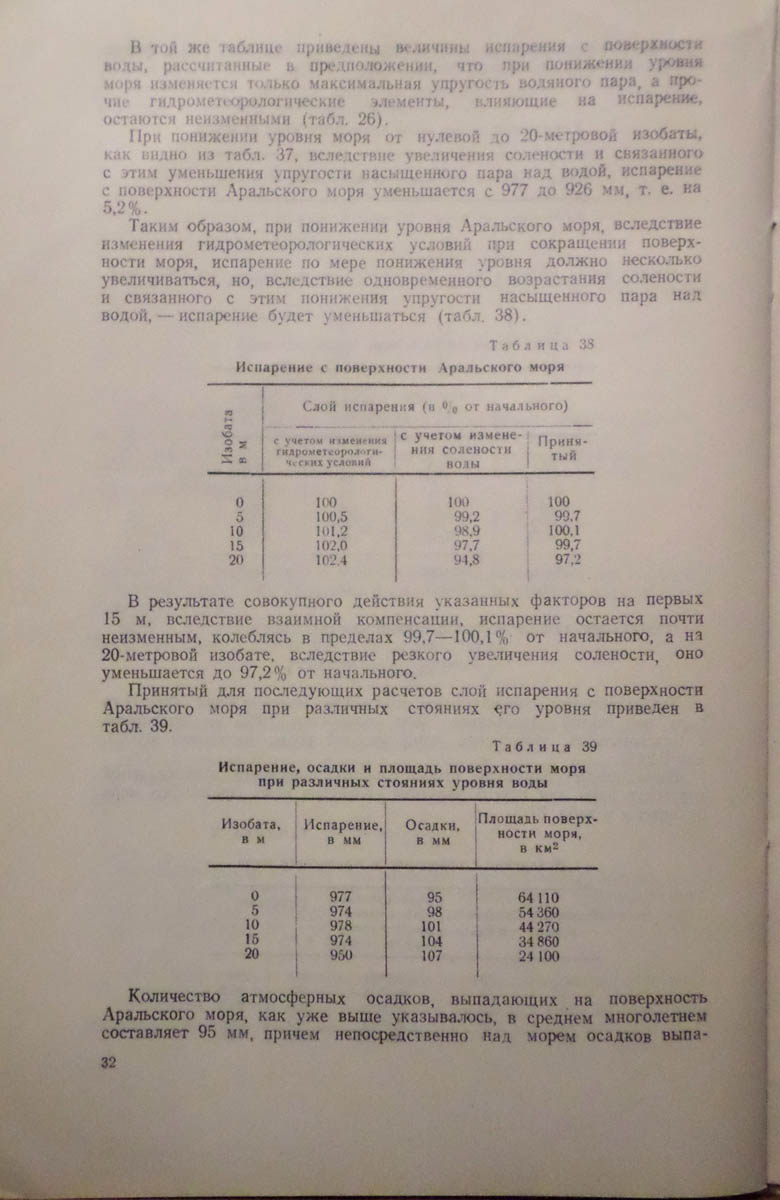 В той же таблице приведены величины испарения с поверхности
воды, рассчитанные в предположении, что при понижении уровня
моря изменяется только максимальная упругость водяного пара, а про-
чие гидрометеорологические элементы, влияющие на испарение,
остаются неизменными (табл. 26).
При понижении уровня моря от нулевой до 20-метровой изобаты,
как видно из табл. 37, вследствие увеличения солености и связанного
с этим уменьшения упругости насыщенного пара над водой, испарение
с поверхности Аральского моря уменьшается с 977 до 926 мм, т. е. на
5,2%.
Таким образом, при понижении уровня Аральского моря, вследствие
изменения гидрометеорологических условий при сокращении поверх-
ности моря, испарение по мере понижения уровня должно несколько
увеличиваться, но, вследствие одновременного возрастания солености
и связанного с этим понижения упругости насыщенного пара над
водой, — испарение будет уменьшаться (табл. 38).
Таблица 38
Испарение с поверхности Аральского моря
Изобата в м
Слой испарения (в % от начального)
с учетом изменения гидрометеорологи-ческих условий
с учетом измене-ния солености воды
Приня-тый
0 100 100 100
5 100,5 99,2 99,7
10 101,2 98,9 100,1
15 102,0 97,7 99,7
20 102,4 94,8 97,2
В результате совокупного действия указанных факторов на первых
15 м, вследствие взаимной компенсации, испарение остается почти
неизменным, колеблясь в пределах 99,7—100,1% от начального, а на
20-метровой изобате, вследствие резкого увеличения солености, оно
уменьшается до 97,2% от начального.
Принятый для последующих расчетов слой испарения с поверхности
Аральского моря при различных стояниях его уровня приведен в
табл. 39.
Таблица 39
Испарение, осадки и площадь поверхности моря
при различных стояниях уровня воды
Изобата, в м
Испарение, в мм
Осадки, в мм
Площадь поверх-ности моря, в км²
0 977 95 64 110
5 974 98 54 360
10 978 101 44 270
15 974 104 34 860
20 950 107 24 100
Количество атмосферных осадков, выпадающих на поверхность
Аральского моря, как уже выше указывалось, в среднем многолетнем
составляет 95 мм, причем непосредственно над морем осадков выпа-
32